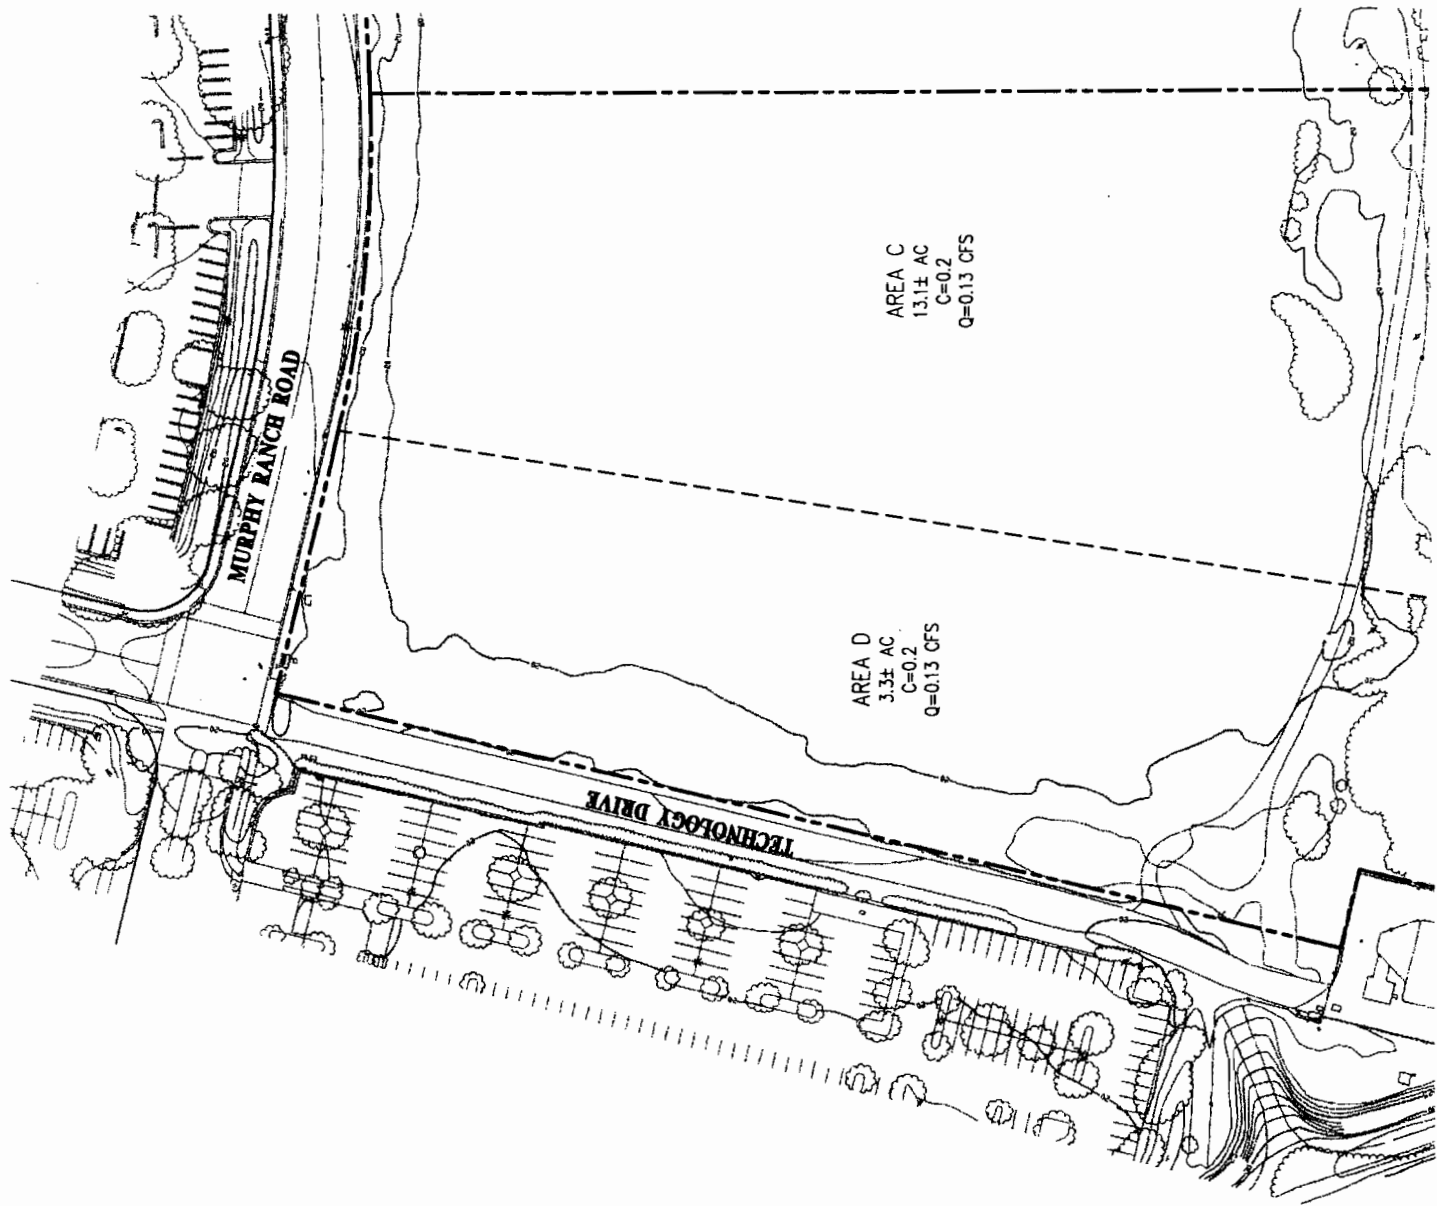 MURPHY RANCH ROAD
AREA C
13.1± AC
C=0.2
Q=0.13 CFS
AREA D
3.3± AC
C=0.2
Q=0.13 CFS
TECHNOLOGY DRIVE